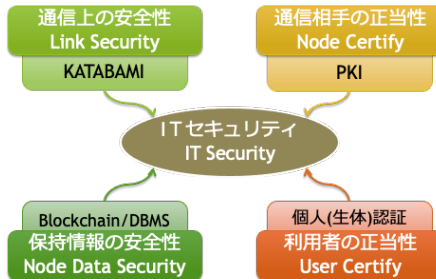 通信上の安全性
Link Security
KATABAMI
通信相手の正当性
Node Certify
PKI
ITセキュリティ
IT Security
Blockchain/DBMS
保持情報の安全性
Node Data Security
個人(生体)認証
利用者の正当性
User Certify